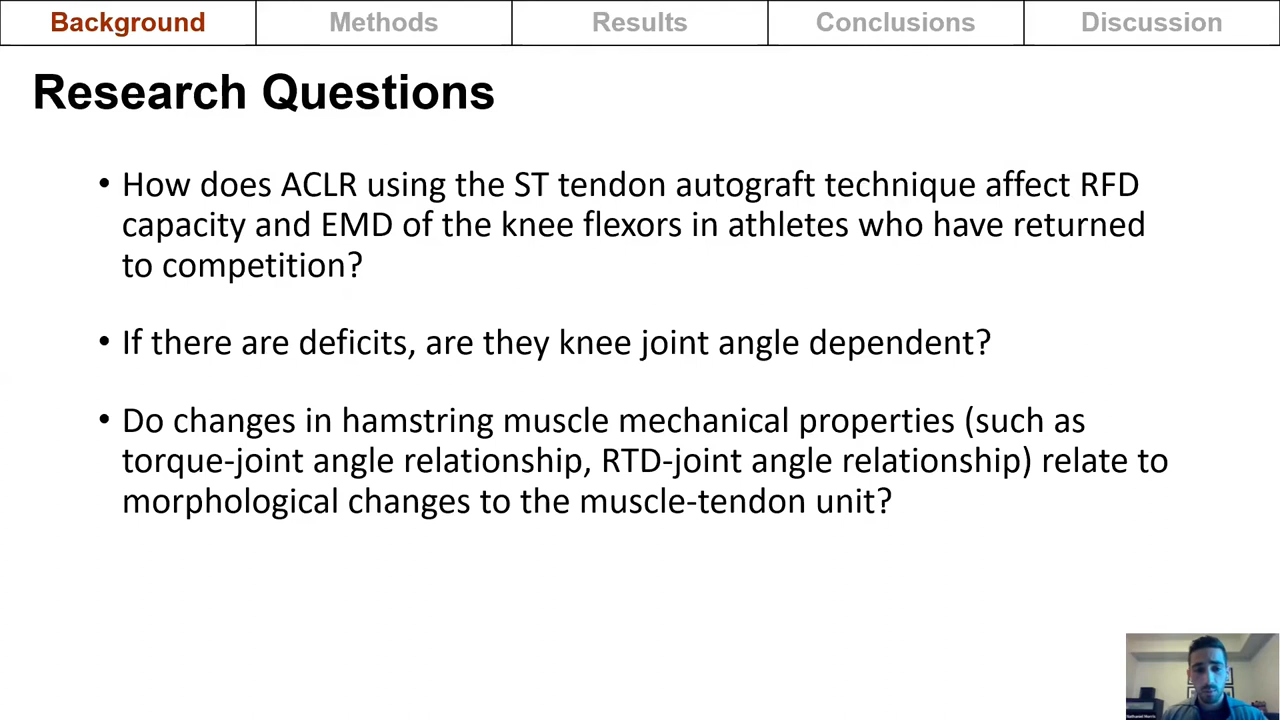 Background Methods Results Conclusions Discussion
Research Questions
• How does ACLR using the ST tendon autograft technique affect RFD
capacity and EMD of the knee flexors in athletes who have returned
to competition?
• If there are deficits, are they knee joint angle dependent?
• Do changes in hamstring muscle mechanical properties (such as
torque-joint angle relationship, RTD-joint angle relationship) relate to
morphological changes to the muscle-tendon unit?